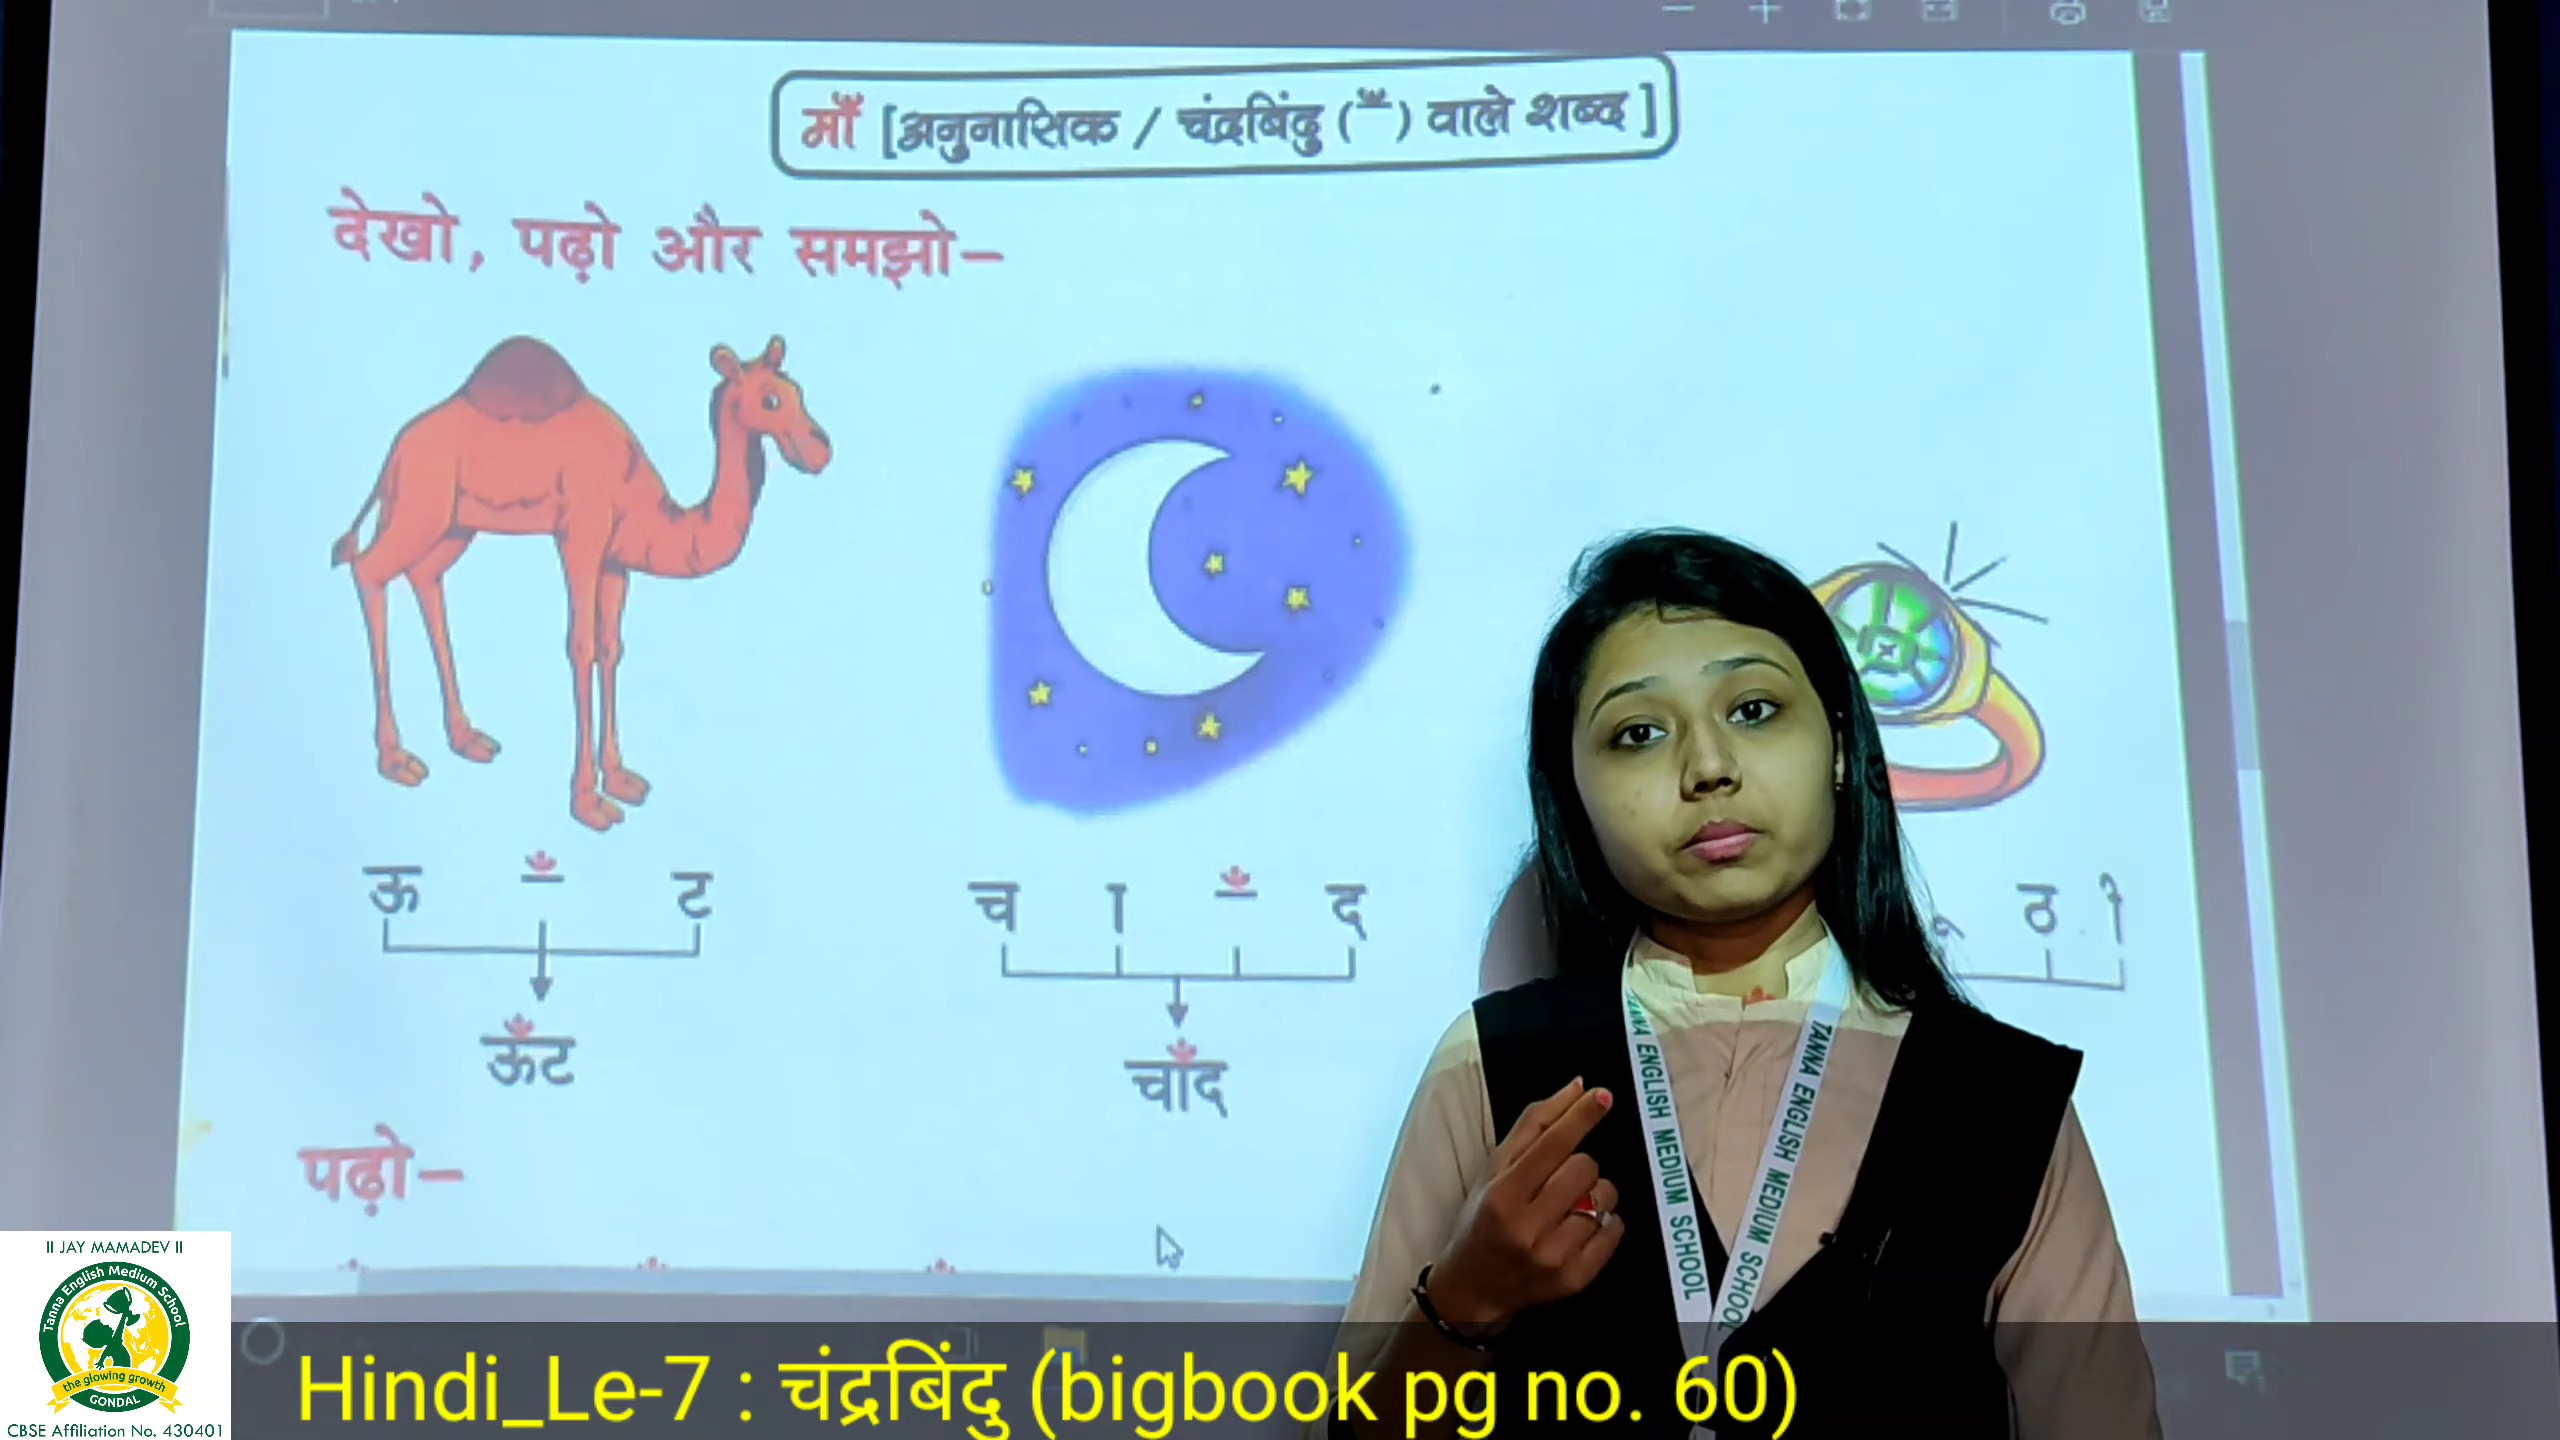 माँ [अनुनासिक / चंद्रबिंदु (ँ) वाले शब्द]
देखो, पढ़ो और समझो–
ऊ ँ ट
च ा ँ द
ू ठ ी
ऊँट
चाँद
पढ़ो–
TANNA ENGLISH MEDIUM SCHOOL
TANNA ENGLISH MEDIUM SCHOOL
II JAY MAMADEV II
Tanna English Medium School
the glowing growth
GONDAL
CBSE Affiliation No. 430401
Hindi_Le-7 : चंद्रबिंदु (bigbook pg no. 60)